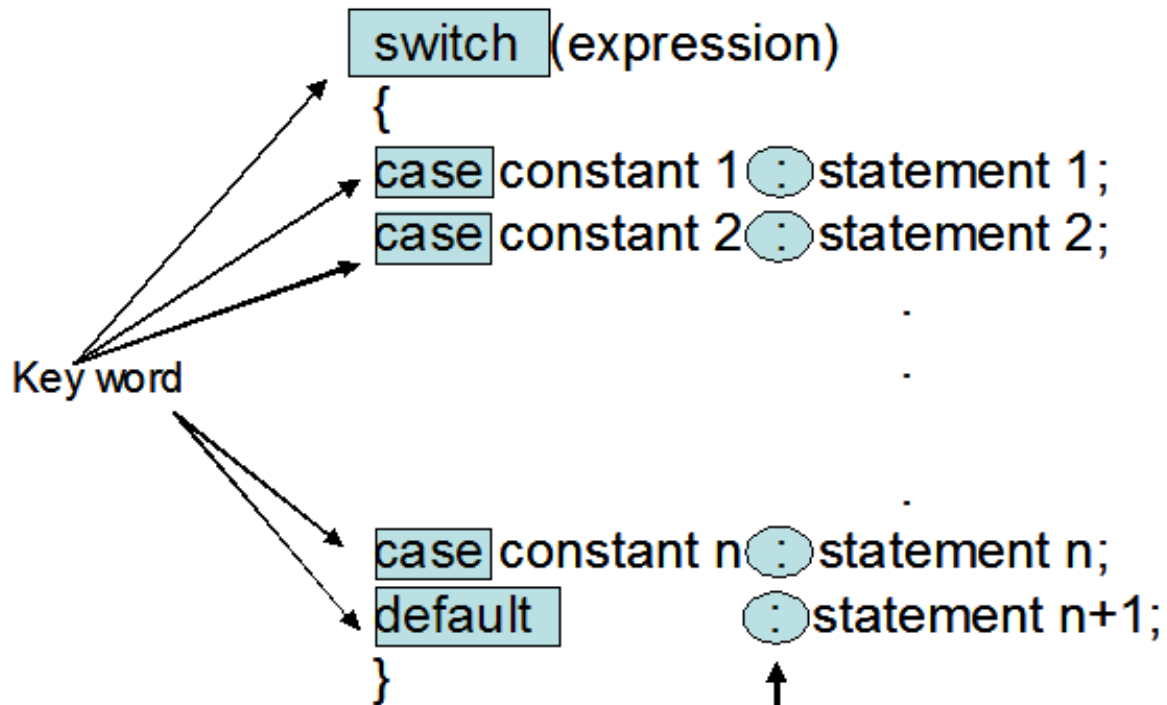 switch (expression)
{
case constant 1 : statement 1;
case constant 2 : statement 2;
.
Key word
.
.
case constant n : statement n;
default : statement n+1;
}